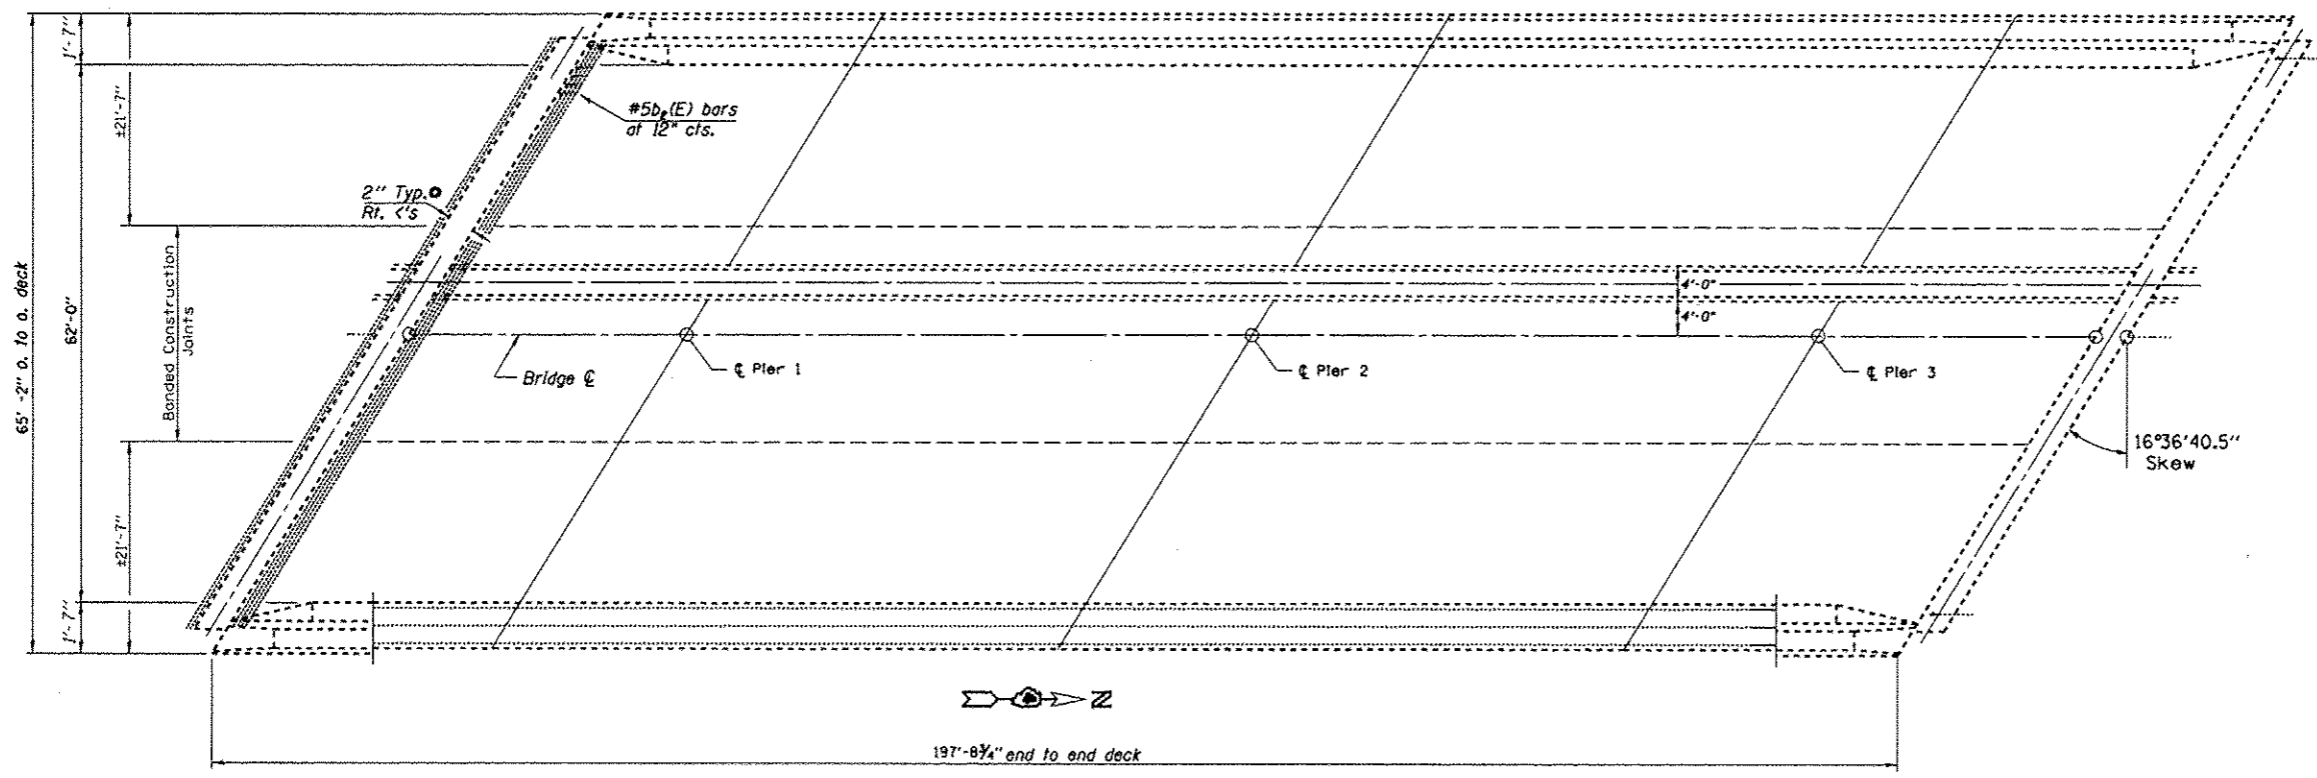 1'-7"
±21'-7"
#5b (E) bars
at 12" cts.
2" Typ.
Rt. <'s
65' -2" o. to o. deck
62'-0"
Bonded Construction
Joints
4'-0"
4'-0"
Bridge ℄
℄ Pier 1
℄ Pier 2
℄ Pier 3
16°36'40.5"
Skew
±21'-7"
1'-7"
N
197'-8¾" end to end deck